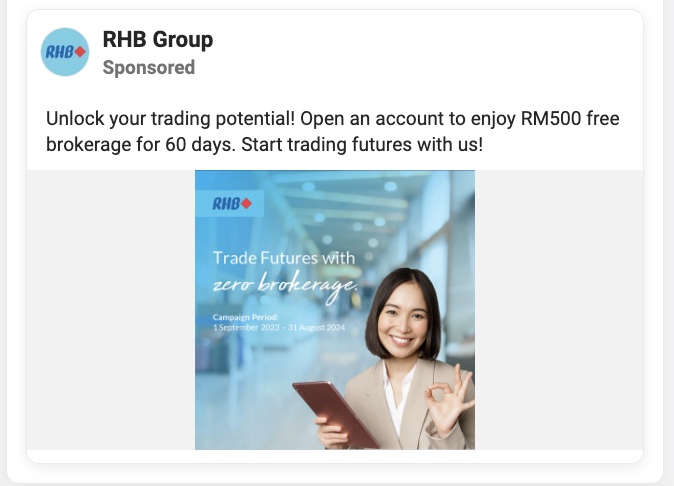 RHB
RHB Group
Sponsored
Unlock your trading potential! Open an account to enjoy RM500 free
brokerage for 60 days. Start trading futures with us!
RHB
Trade Futures with
zero brokerage.
Campaign Period:
1 September 2023 – 31 August 2024